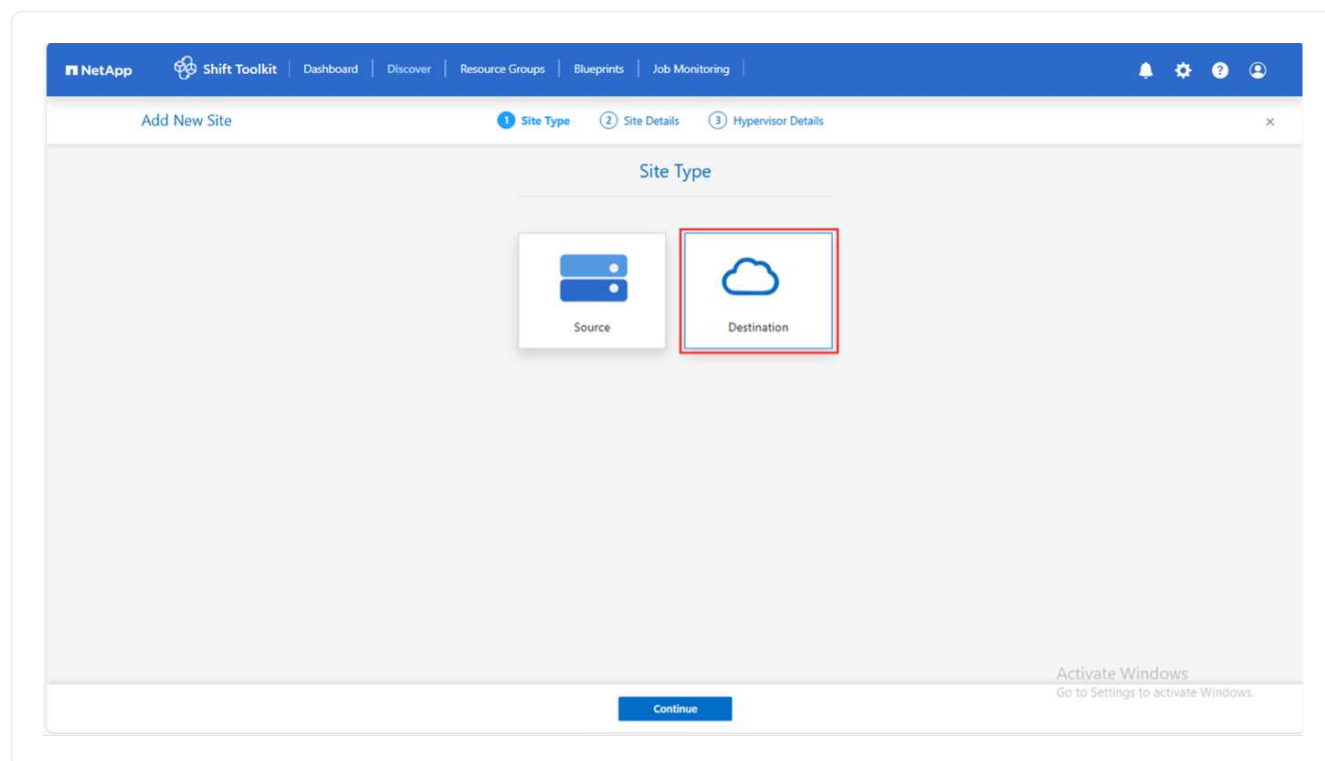 NetApp Shift Toolkit Dashboard Discover Resource Groups Blueprints Job Monitoring ?
Add New Site 1 Site Type 2 Site Details 3 Hypervisor Details ×
Site Type
Source Destination
Activate Windows
Go to Settings to activate Windows.
Continue